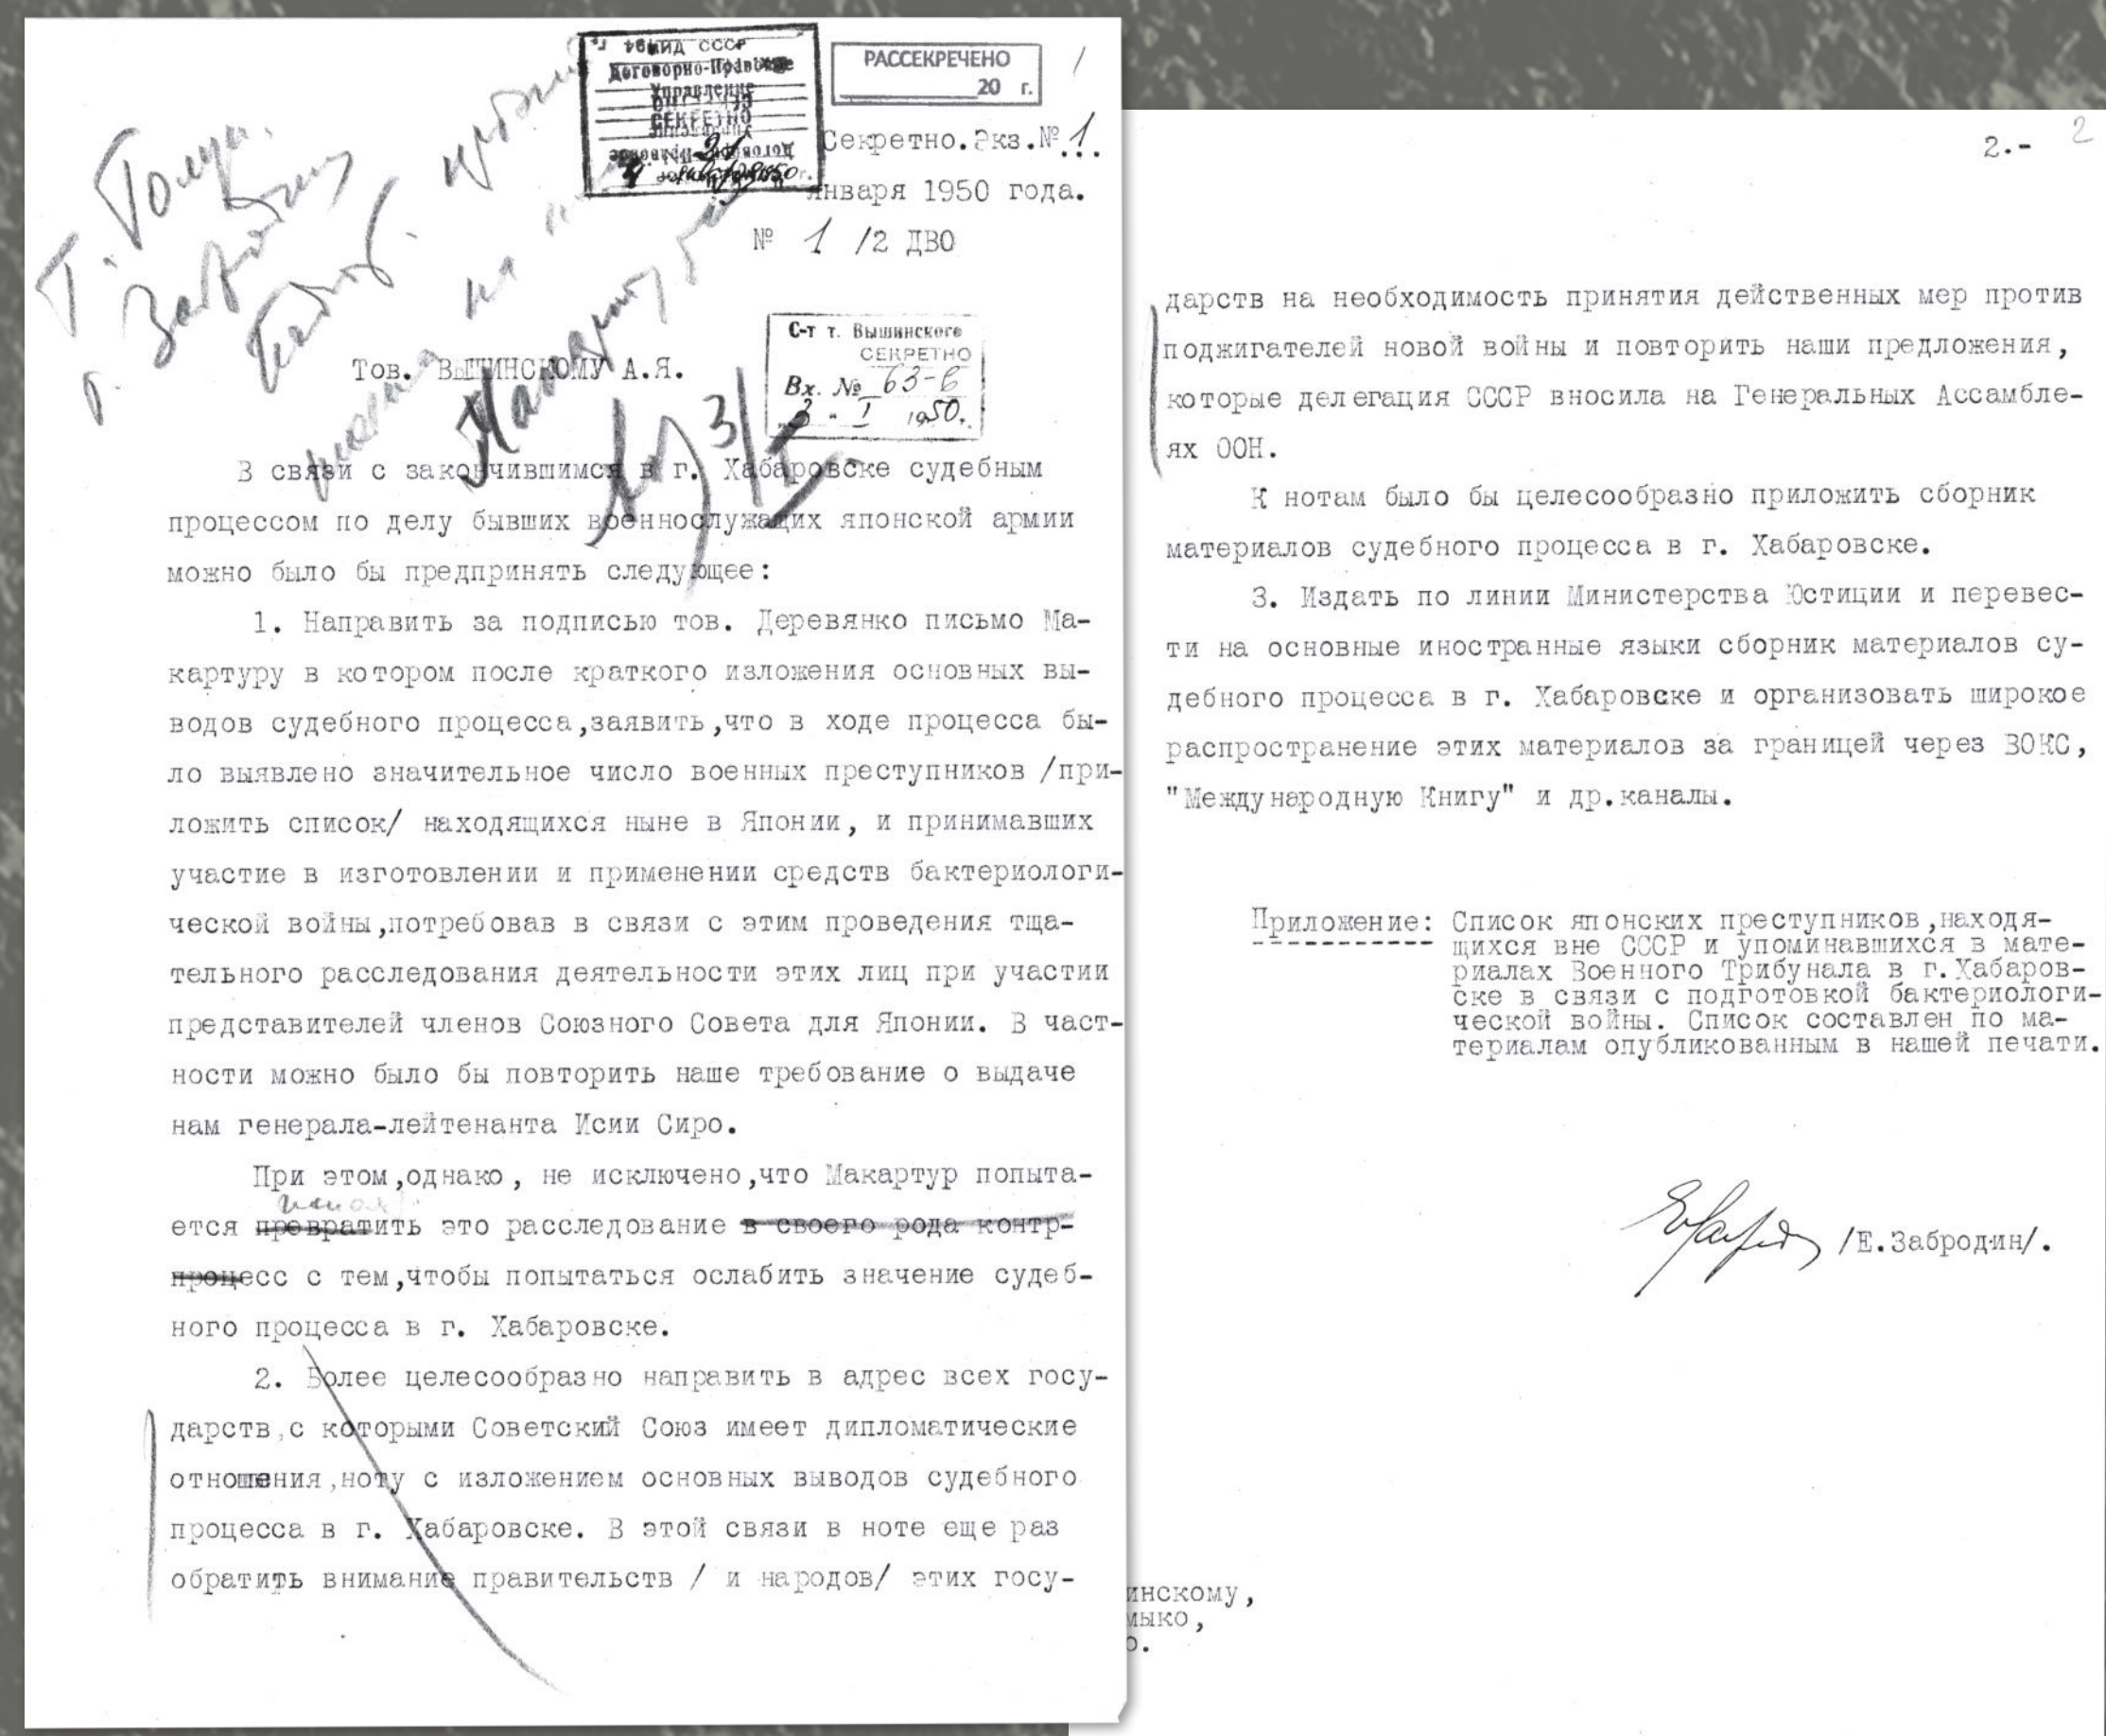 МИД СССР
Договорно-Правовое
Управление
СЕКРЕТНО
РАССЕКРЕЧЕНО
20 г.
1
Секретно. Экз.№ 1.
января 1950 года.
№ 1 /2 ДВО
С-т т. Вышинского
СЕКРЕТНО
Вх. № 63-в
"3" I 1950г.
Тов. ВЫШИНСКОМУ А.Я.
3/I
В связи с закончившимся в г. Хабаровске судебным
процессом по делу бывших военнослужащих японской армии
можно было бы предпринять следующее:
1. Направить за подписью тов. Деревянко письмо Ма-
картуру в котором после краткого изложения основных вы-
водов судебного процесса,заявить,что в ходе процесса бы-
ло выявлено значительное число военных преступников /при-
ложить список/ находящихся ныне в Японии, и принимавших
участие в изготовлении и применении средств бактериологи-
ческой войны,потребовав в связи с этим проведения тща-
тельного расследования деятельности этих лиц при участии
представителей членов Союзного Совета для Японии. В част-
ности можно было бы повторить наше требование о выдаче
нам генерала-лейтенанта Исии Сиро.
При этом,однако, не исключено,что Макартур попыта-
ется превратить это расследование в своего рода контр-
процесс с тем,чтобы попытаться ослабить значение судеб-
ного процесса в г. Хабаровске.
2. Более целесообразно направить в адрес всех госу-
дарств,с которыми Советский Союз имеет дипломатические
отношения,ноту с изложением основных выводов судебного
процесса в г. Хабаровске. В этой связи в ноте еще раз
обратить внимание правительств / и народов/ этих госу-
2.-
2
дарств на необходимость принятия действенных мер против
поджигателей новой войны и повторить наши предложения,
которые делегация СССР вносила на Генеральных Ассамбле-
ях ООН.
К нотам было бы целесообразно приложить сборник
материалов судебного процесса в г. Хабаровске.
3. Издать по линии Министерства Юстиции и перевес-
ти на основные иностранные языки сборник материалов су-
дебного процесса в г. Хабаровске и организовать широкое
распространение этих материалов за границей через ВОКС,
"Международную Книгу" и др.каналы.
Приложение: Список японских преступников,находя-
щихся вне СССР и упоминавшихся в мате-
риалах Военного Трибунала в г.Хабаров-
ске в связи с подготовкой бактериологи-
ческой войны. Список составлен по ма-
териалам опубликованным в нашей печати.
/Е.Забродин/.
инскому,
мыко,
о.